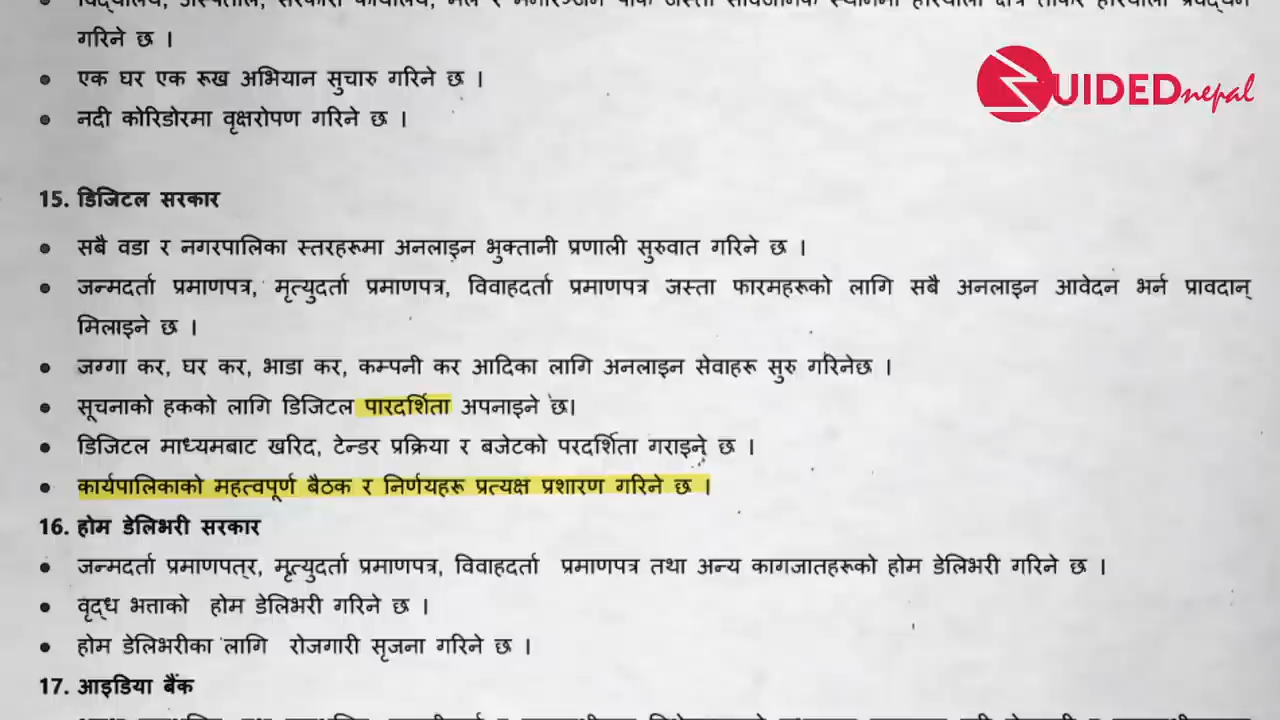 गरिने छ ।
• एक घर एक रूख अभियान सुचारु गरिने छ ।
• नदी कोरिडोरमा वृक्षरोपण गरिने छ ।
UIDED nepal
15. डिजिटल सरकार
• सबै वडा र नगरपालिका स्तरहरूमा अनलाइन भुक्तानी प्रणाली सुरुवात गरिने छ ।
• जन्मदर्ता प्रमाणपत्र, मृत्युदर्ता प्रमाणपत्र, विवाहदर्ता प्रमाणपत्र जस्ता फारमहरूको लागि सबै अनलाइन आवेदन भर्न प्रावदान्
मिलाइने छ ।
• जग्गा कर, घर कर, भाडा कर, कम्पनी कर आदिका लागि अनलाइन सेवाहरू सुरु गरिनेछ ।
• सूचनाको हकको लागि डिजिटल पारदर्शिता अपनाइने छ।
• डिजिटल माध्यमबाट खरिद, टेन्डर प्रक्रिया र बजेटको परदर्शिता गराइने छ ।
• कार्यपालिकाको महत्वपूर्ण बैठक र निर्णयहरू प्रत्यक्ष प्रशारण गरिने छ ।
16. होम डेलिभरी सरकार
• जन्मदर्ता प्रमाणपत्र, मृत्युदर्ता प्रमाणपत्र, विवाहदर्ता प्रमाणपत्र तथा अन्य कागजातहरूको होम डेलिभरी गरिने छ ।
• वृद्ध भत्ताको होम डेलिभरी गरिने छ ।
• होम डेलिभरीका लागि रोजगारी सृजना गरिने छ ।
17. आइडिया बैंक